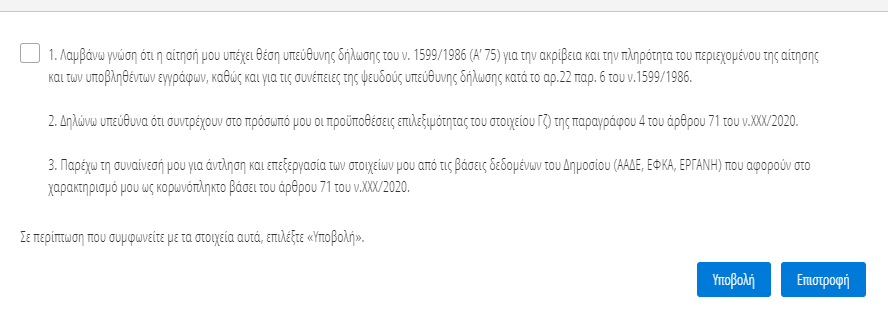 1. Λαμβάνω γνώση ότι η αίτησή μου υπέχει θέση υπεύθυνης δήλωσης του ν. 1599/1986 (Α’ 75) για την ακρίβεια και την πληρότητα του περιεχομένου της αίτησης
και των υποβληθέντων εγγράφων, καθώς και για τις συνέπειες της ψευδούς υπεύθυνης δήλωσης κατά το αρ.22 παρ. 6 του ν.1599/1986.
2. Δηλώνω υπεύθυνα ότι συντρέχουν στο πρόσωπό μου οι προϋποθέσεις επιλεξιμότητας του στοιχείου Γζ) της παραγράφου 4 του άρθρου 71 του ν.ΧΧΧ/2020.
3. Παρέχω τη συναίνεσή μου για άντληση και επεξεργασία των στοιχείων μου από τις βάσεις δεδομένων του Δημοσίου (ΑΑΔΕ, ΕΦΚΑ, ΕΡΓΑΝΗ) που αφορούν στο
χαρακτηρισμό μου ως κορωνόπληκτο βάσει του άρθρου 71 του ν.ΧΧΧ/2020.
Σε περίπτωση που συμφωνείτε με τα στοιχεία αυτά, επιλέξτε «Υποβολή».
Υποβολή Επιστροφή